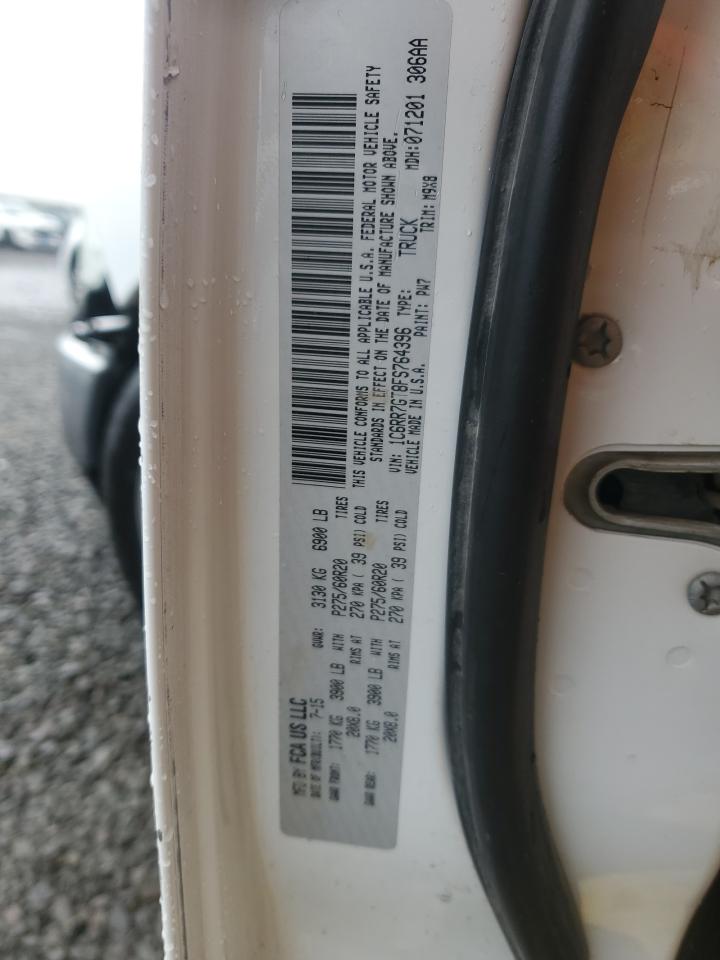 MFD BY FCA US LLC
DATE OF MFR(BUILT): 7-15 GVWR: 3130 KG 6900 LB
GAWR FRONT: 1770 KG 3900 LB WITH P275/60R20 TIRES
20X8.0 RIMS AT 270 KPA ( 39 PSI) COLD
GAWR REAR: 1770 KG 3900 LB WITH P275/60R20 TIRES
20X8.0 RIMS AT 270 KPA ( 39 PSI) COLD
THIS VEHICLE CONFORMS TO ALL APPLICABLE U.S.A. FEDERAL MOTOR VEHICLE SAFETY
STANDARDS IN EFFECT ON THE DATE OF MANUFACTURE SHOWN ABOVE.
VIN: 1C6RR7GT8FS764396 TYPE: TRUCK MDH:071201 306AA
VEHICLE MADE IN U.S.A. PAINT: PW7 TRIM: M9X8